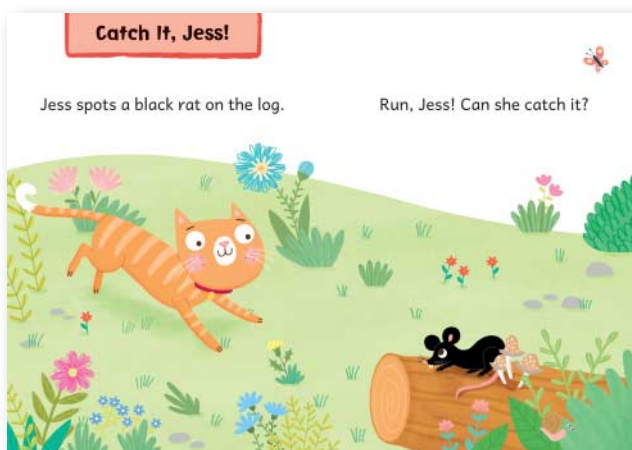 Catch It, Jess!
Jess spots a black rat on the log.
Run, Jess! Can she catch it?